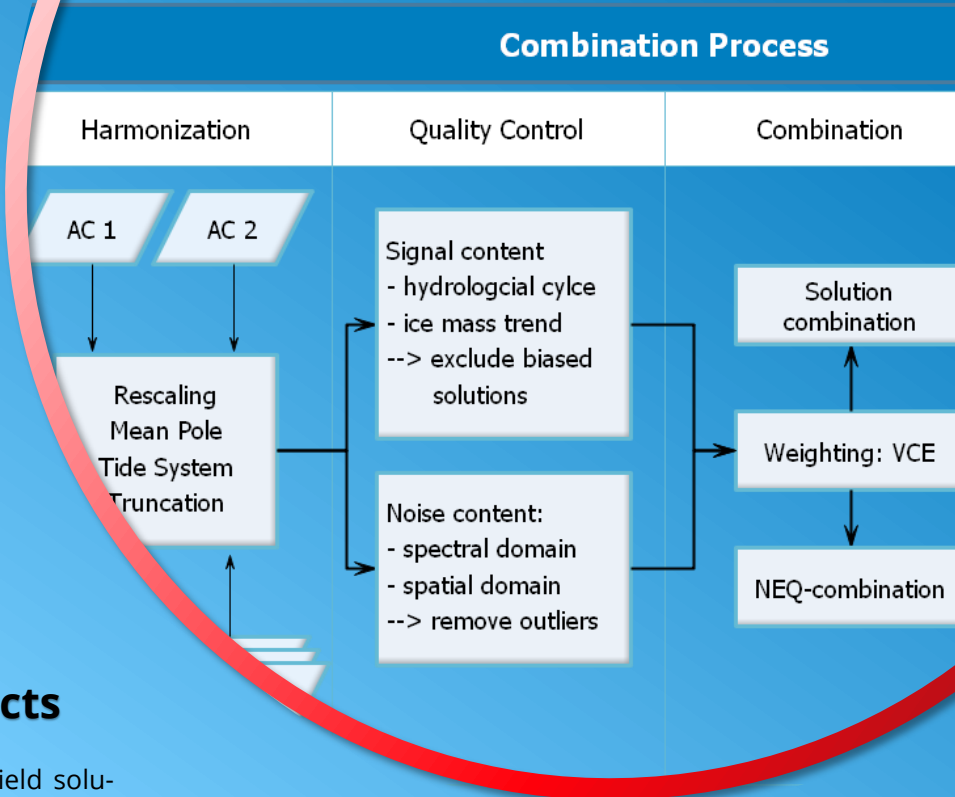 Combination Process
Harmonization
Quality Control
Combination
AC 1
AC 2
Rescaling
Mean Pole
Tide System
Truncation
Signal content
- hydrologcial cylce
- ice mass trend
--> exclude biased
solutions
Noise content:
- spectral domain
- spatial domain
--> remove outliers
Solution
combination
Weighting: VCE
NEQ-combination
cts
ield solu-